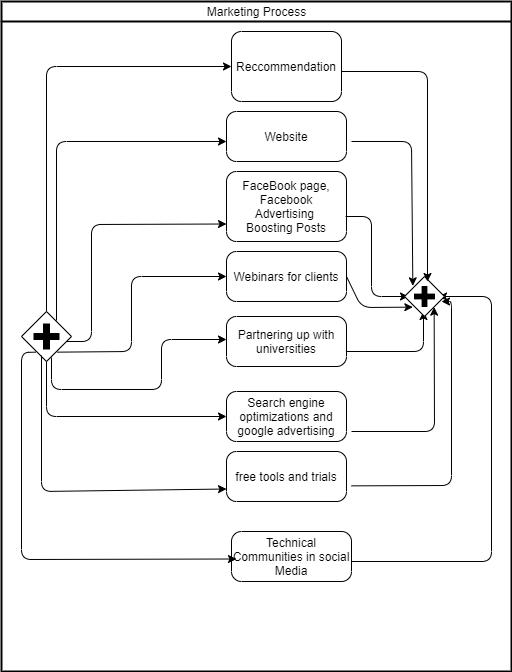 Marketing Process
Reccommendation
Website
FaceBook page,
Facebook
Advertising
Boosting Posts
Webinars for clients
Partnering up with
universities
Search engine
optimizations and
google advertising
free tools and trials
Technical
Communities in social
Media